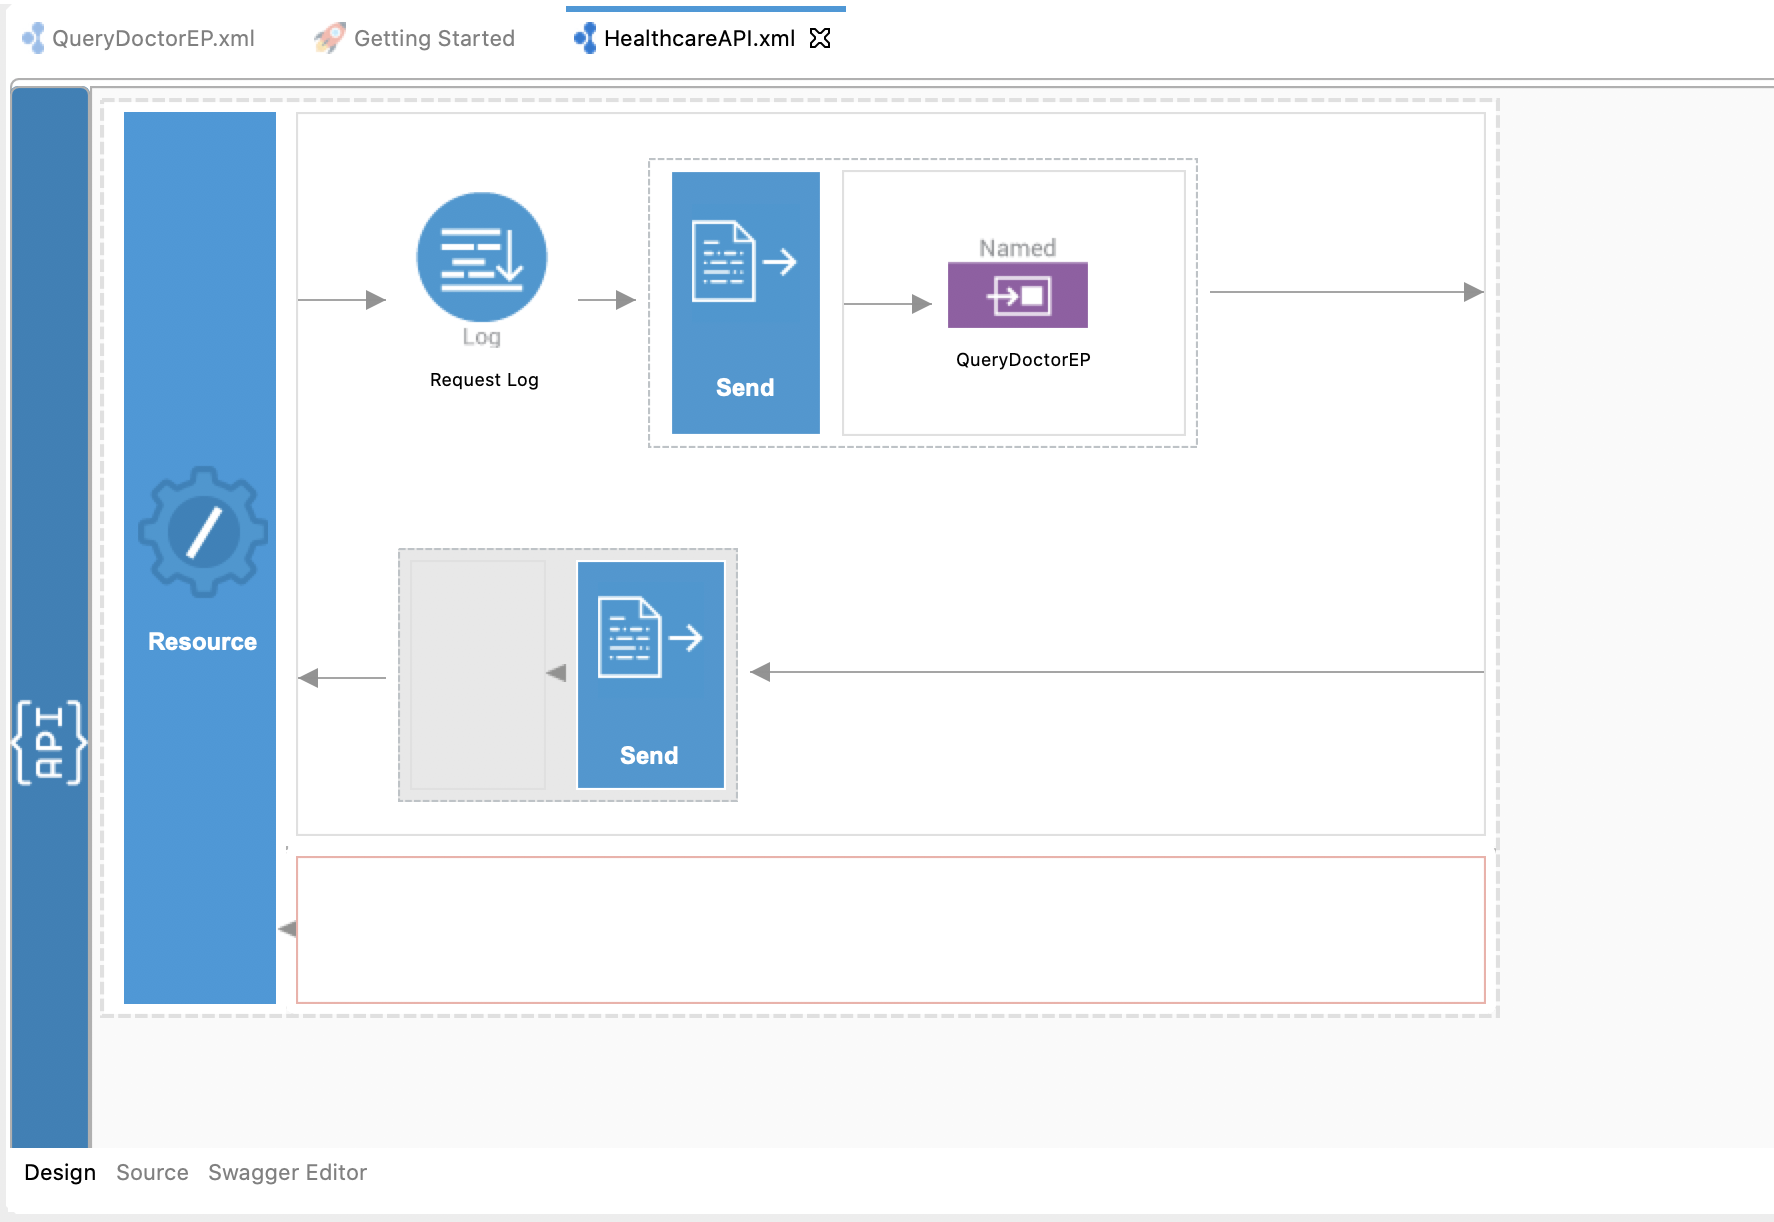 QueryDoctorEP.xml
Getting Started
HealthcareAPI.xml
Named
Log
QueryDoctorEP
Request Log
Send
Resource
{API}
Send
Design
Source
Swagger Editor